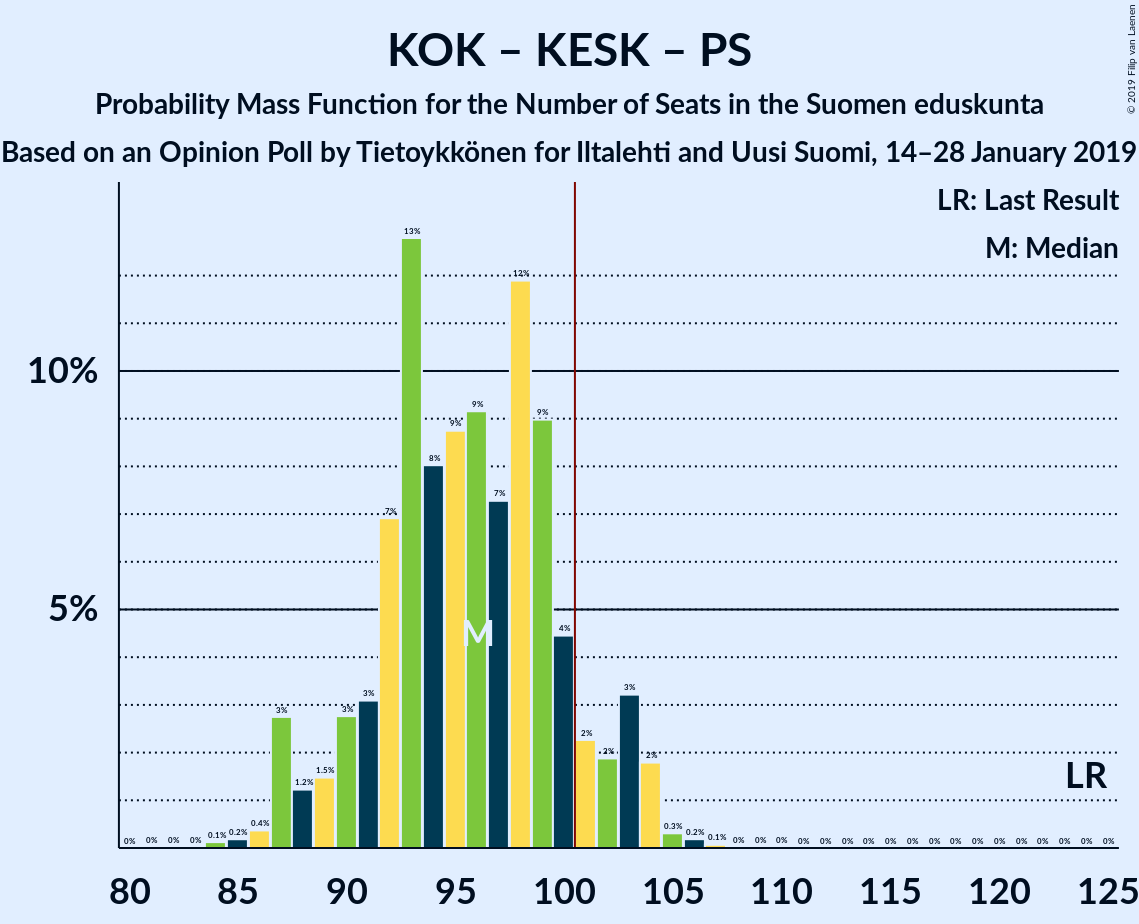 KOK – KESK – PS
Probability Mass Function for the Number of Seats in the Suomen eduskunta
Based on an Opinion Poll by Tietoykkönen for Iltalehti and Uusi Suomi, 14–28 January 2019
© 2019 Filip van Laenen
LR: Last Result
M: Median
10%
5%
0% 0% 0% 0% 0.1% 0.2% 0.4% 3% 1.2% 1.5% 3% 3% 7% 13% 8% 9% 9% 7% 12% 9% 4% 2% 2% 3% 2% 0.3% 0.2% 0.1% 0% 0% 0% 0% 0% 0% 0% 0% 0% 0% 0% 0% 0% 0% 0% 0% 0% 0%
M
LR
80 85 90 95 100 105 110 115 120 125